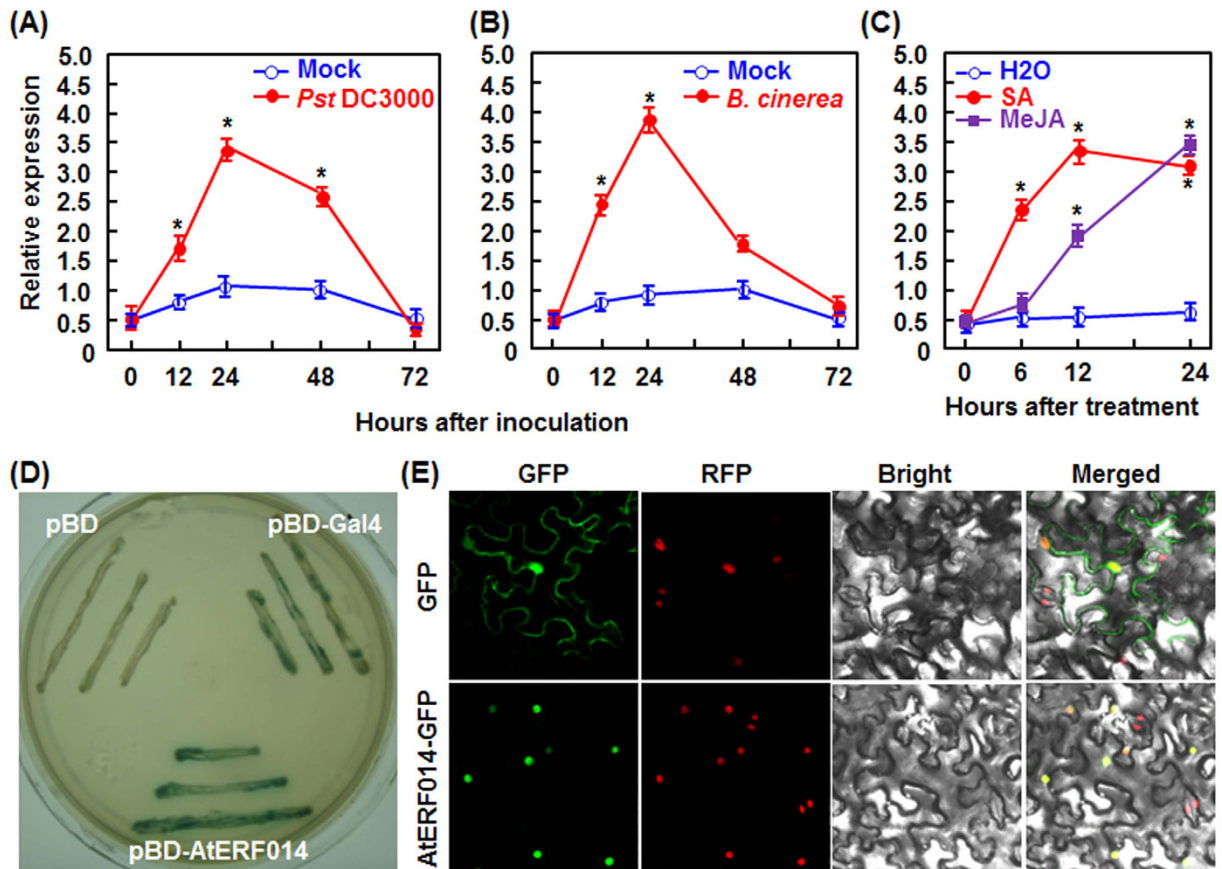 (A)
5.0
4.5
4.0
3.5
3.0
2.5
2.0
1.5
1.0
0.5
0
Relative expression
Mock
Pst DC3000
*
*
*
0 12 24 48 72
(B)
5.0
4.5
4.0
3.5
3.0
2.5
2.0
1.5
1.0
0.5
0
Mock
B. cinerea
*
*
0 12 24 48 72
Hours after inoculation
(C)
5.0
4.5
4.0
3.5
3.0
2.5
2.0
1.5
1.0
0.5
0
H2O
SA
MeJA
*
*
*
*
*
0 6 12 24
Hours after treatment
(D)
pBD
pBD-Gal4
pBD-AtERF014
(E)
GFP RFP Bright Merged
GFP
AtERF014-GFP